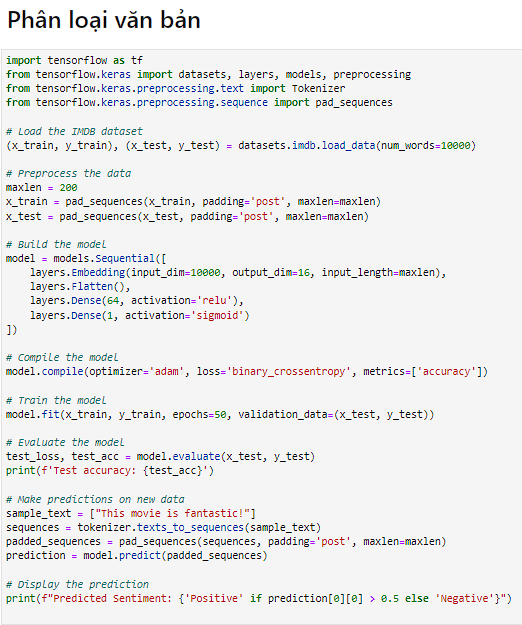 Phân loại văn bản
import tensorflow as tf
from tensorflow.keras import datasets, layers, models, preprocessing
from tensorflow.keras.preprocessing.text import Tokenizer
from tensorflow.keras.preprocessing.sequence import pad_sequences

# Load the IMDB dataset
(x_train, y_train), (x_test, y_test) = datasets.imdb.load_data(num_words=10000)

# Preprocess the data
maxlen = 200
x_train = pad_sequences(x_train, padding='post', maxlen=maxlen)
x_test = pad_sequences(x_test, padding='post', maxlen=maxlen)

# Build the model
model = models.Sequential([
    layers.Embedding(input_dim=10000, output_dim=16, input_length=maxlen),
    layers.Flatten(),
    layers.Dense(64, activation='relu'),
    layers.Dense(1, activation='sigmoid')
])

# Compile the model
model.compile(optimizer='adam', loss='binary_crossentropy', metrics=['accuracy'])

# Train the model
model.fit(x_train, y_train, epochs=50, validation_data=(x_test, y_test))

# Evaluate the model
test_loss, test_acc = model.evaluate(x_test, y_test)
print(f'Test accuracy: {test_acc}')

# Make predictions on new data
sample_text = ["This movie is fantastic!"]
sequences = tokenizer.texts_to_sequences(sample_text)
padded_sequences = pad_sequences(sequences, padding='post', maxlen=maxlen)
prediction = model.predict(padded_sequences)

# Display the prediction
print(f"Predicted Sentiment: {'Positive' if prediction[0][0] > 0.5 else 'Negative'}")